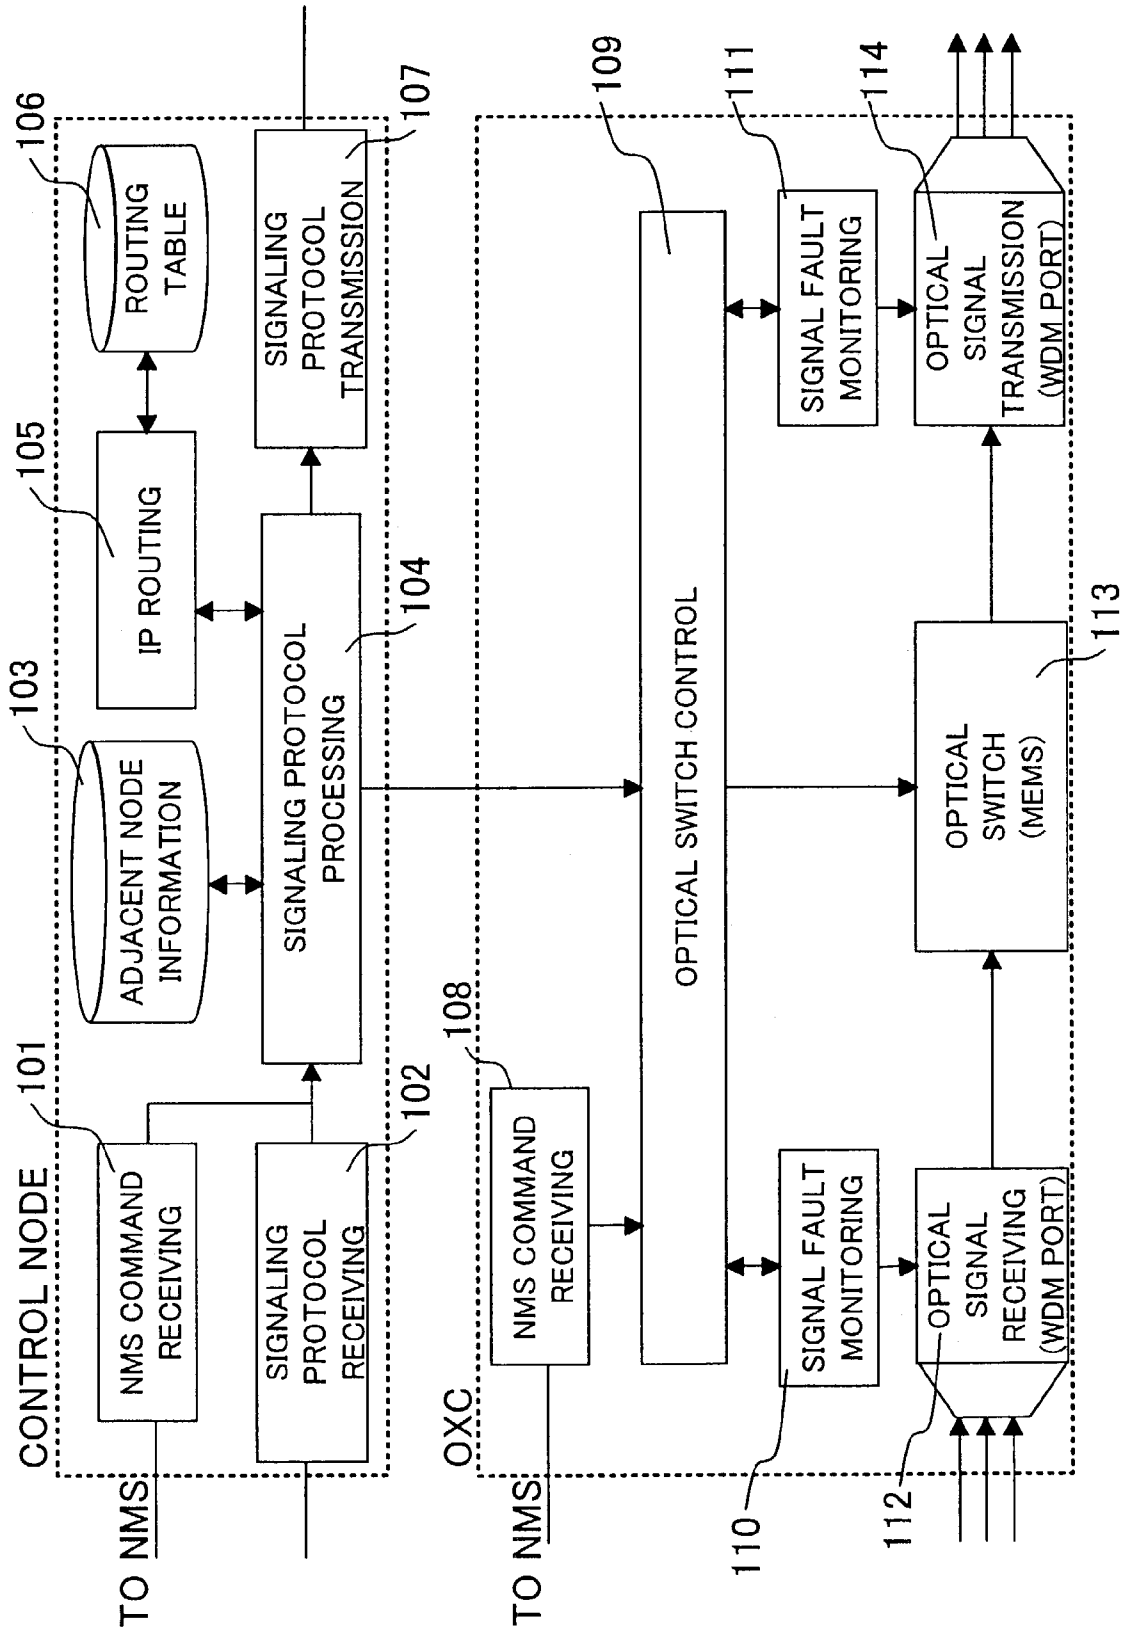 CONTROL NODE
TO NMS
101
NMS COMMAND
RECEIVING
102
SIGNALING
PROTOCOL
RECEIVING
103
ADJACENT NODE
INFORMATION
104
SIGNALING PROTOCOL
PROCESSING
105
IP ROUTING
106
ROUTING
TABLE
107
SIGNALING
PROTOCOL
TRANSMISSION
OXC
TO NMS
108
NMS COMMAND
RECEIVING
109
OPTICAL SWITCH CONTROL
110
SIGNAL FAULT
MONITORING
111
SIGNAL FAULT
MONITORING
112
OPTICAL
SIGNAL
RECEIVING
(WDM PORT)
113
OPTICAL
SWITCH
(MEMS)
114
OPTICAL
SIGNAL
TRANSMISSION
(WDM PORT)